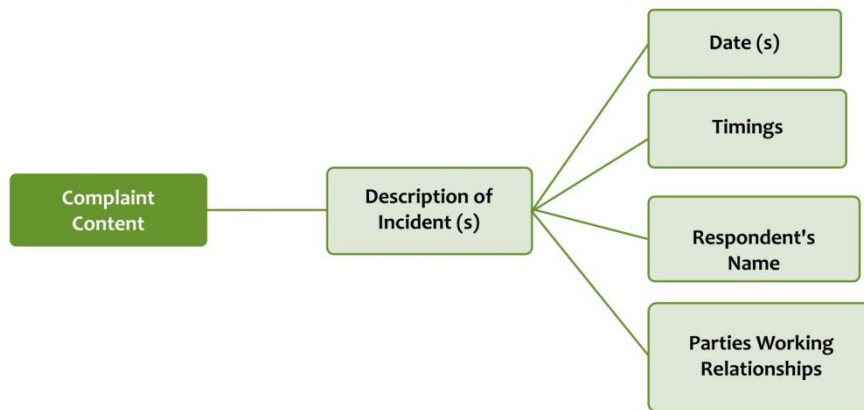 Complaint
Content
Description of
Incident (s)
Date (s)
Timings
Respondent's
Name
Parties Working
Relationships